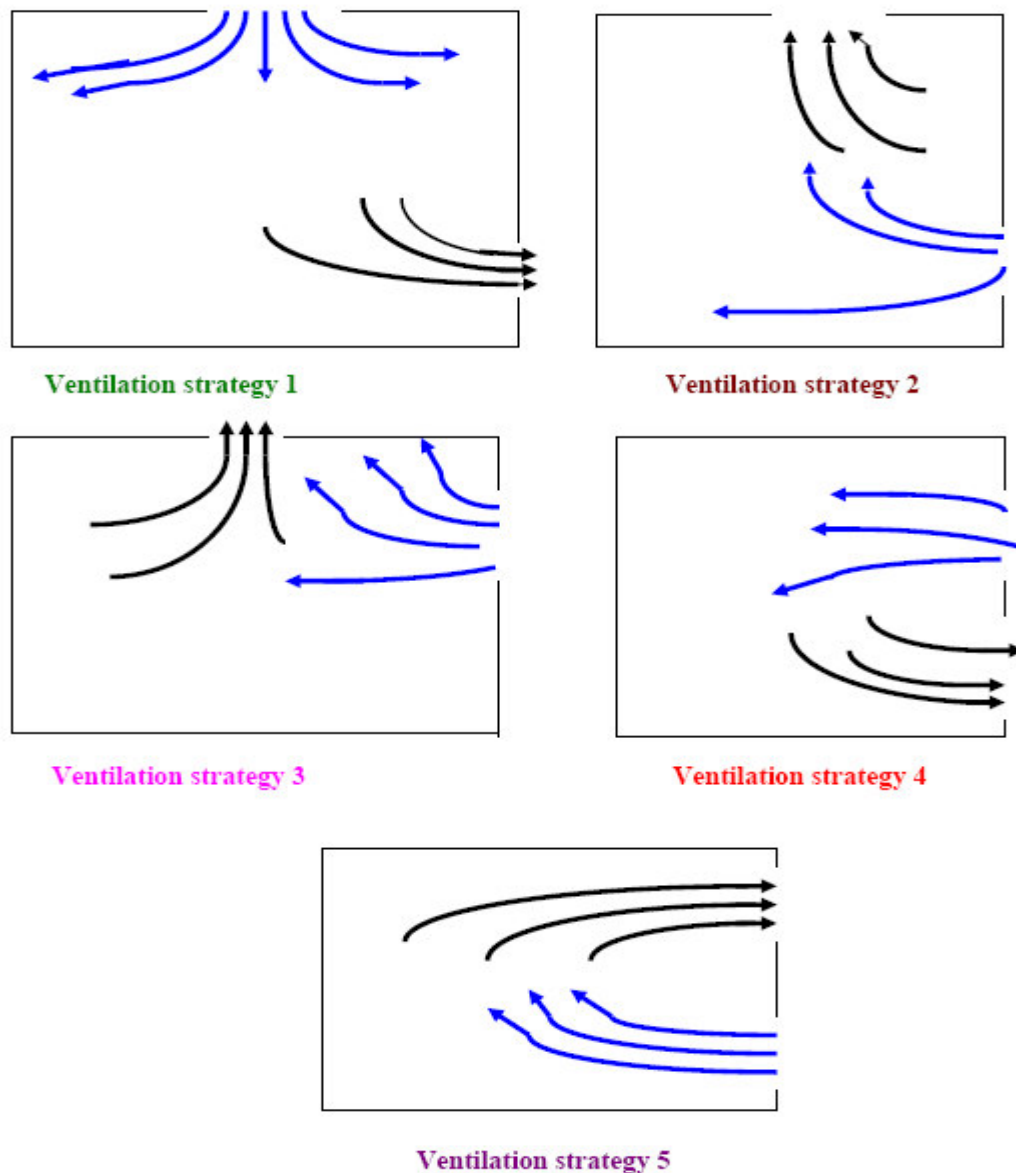 Ventilation strategy 1
Ventilation strategy 2
Ventilation strategy 3
Ventilation strategy 4
Ventilation strategy 5